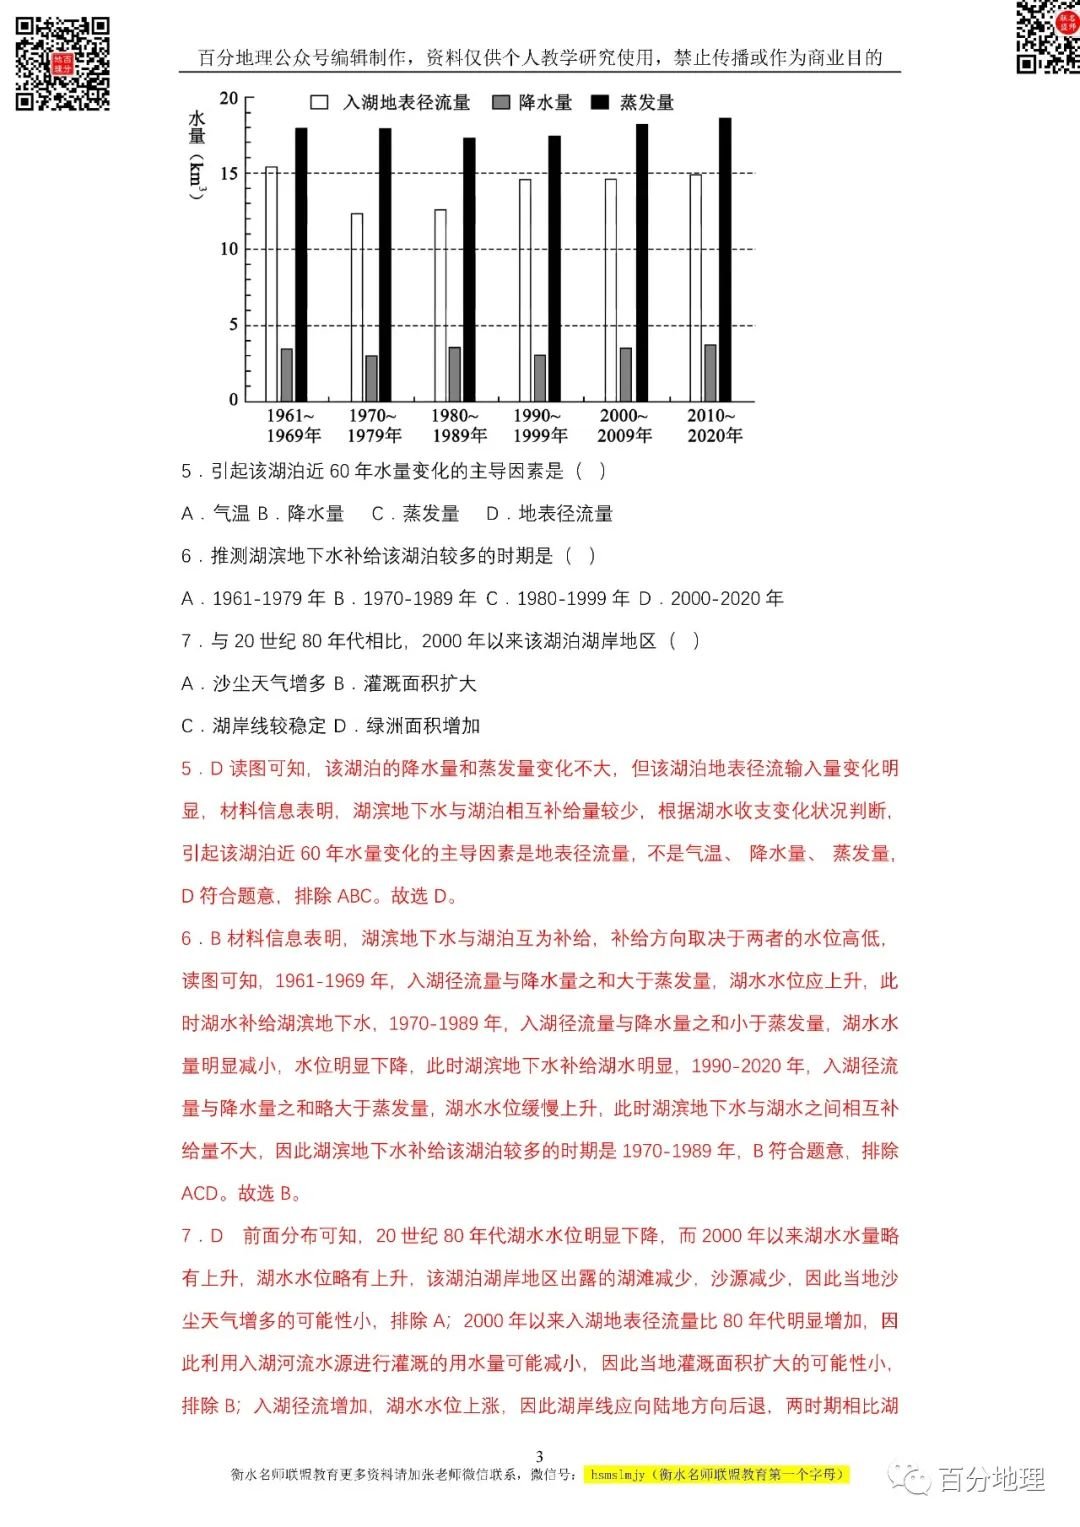 百分地理公众号编辑制作，资料仅供个人教学研究使用，禁止传播或作为商业目的
百分
地理
联名
盟师
水量（km³）
入湖地表径流量 降水量 蒸发量
20
15
10
5
0
1961~ 1970~ 1980~ 1990~ 2000~ 2010~
1969年 1979年 1989年 1999年 2009年 2020年
5．引起该湖泊近 60 年水量变化的主导因素是（ ）
A．气温 B．降水量 C．蒸发量 D．地表径流量
6．推测湖滨地下水补给该湖泊较多的时期是（ ）
A．1961-1979 年 B．1970-1989 年 C．1980-1999 年 D．2000-2020 年
7．与 20 世纪 80 年代相比，2000 年以来该湖泊湖岸地区（ ）
A．沙尘天气增多 B．灌溉面积扩大
C．湖岸线较稳定 D．绿洲面积增加
5．D 读图可知，该湖泊的降水量和蒸发量变化不大，但该湖泊地表径流输入量变化明
显，材料信息表明，湖滨地下水与湖泊相互补给量较少，根据湖水收支变化状况判断，
引起该湖泊近 60 年水量变化的主导因素是地表径流量，不是气温、 降水量、 蒸发量，
D 符合题意，排除 ABC。故选 D。
6．B 材料信息表明，湖滨地下水与湖泊互为补给，补给方向取决于两者的水位高低，
读图可知，1961-1969 年，入湖径流量与降水量之和大于蒸发量，湖水水位应上升，此
时湖水补给湖滨地下水，1970-1989 年，入湖径流量与降水量之和小于蒸发量，湖水水
量明显减小，水位明显下降，此时湖滨地下水补给湖水明显，1990-2020 年，入湖径流
量与降水量之和略大于蒸发量，湖水水位缓慢上升，此时湖滨地下水与湖水之间相互补
给量不大，因此湖滨地下水补给该湖泊较多的时期是 1970-1989 年，B 符合题意，排除
ACD。故选 B。
7．D 前面分布可知，20 世纪 80 年代湖水水位明显下降，而 2000 年以来湖水水量略
有上升，湖水水位略有上升，该湖泊湖岸地区出露的湖滩减少，沙源减少，因此当地沙
尘天气增多的可能性小，排除 A；2000 年以来入湖地表径流量比 80 年代明显增加，因
此利用入湖河流水源进行灌溉的用水量可能减小，因此当地灌溉面积扩大的可能性小，
排除 B；入湖径流增加，湖水水位上涨，因此湖岸线应向陆地方向后退，两时期相比湖
3
衡水名师联盟教育更多资料请加张老师微信联系，微信号： hsmslmjy（衡水名师联盟教育第一个字母）
百分地理